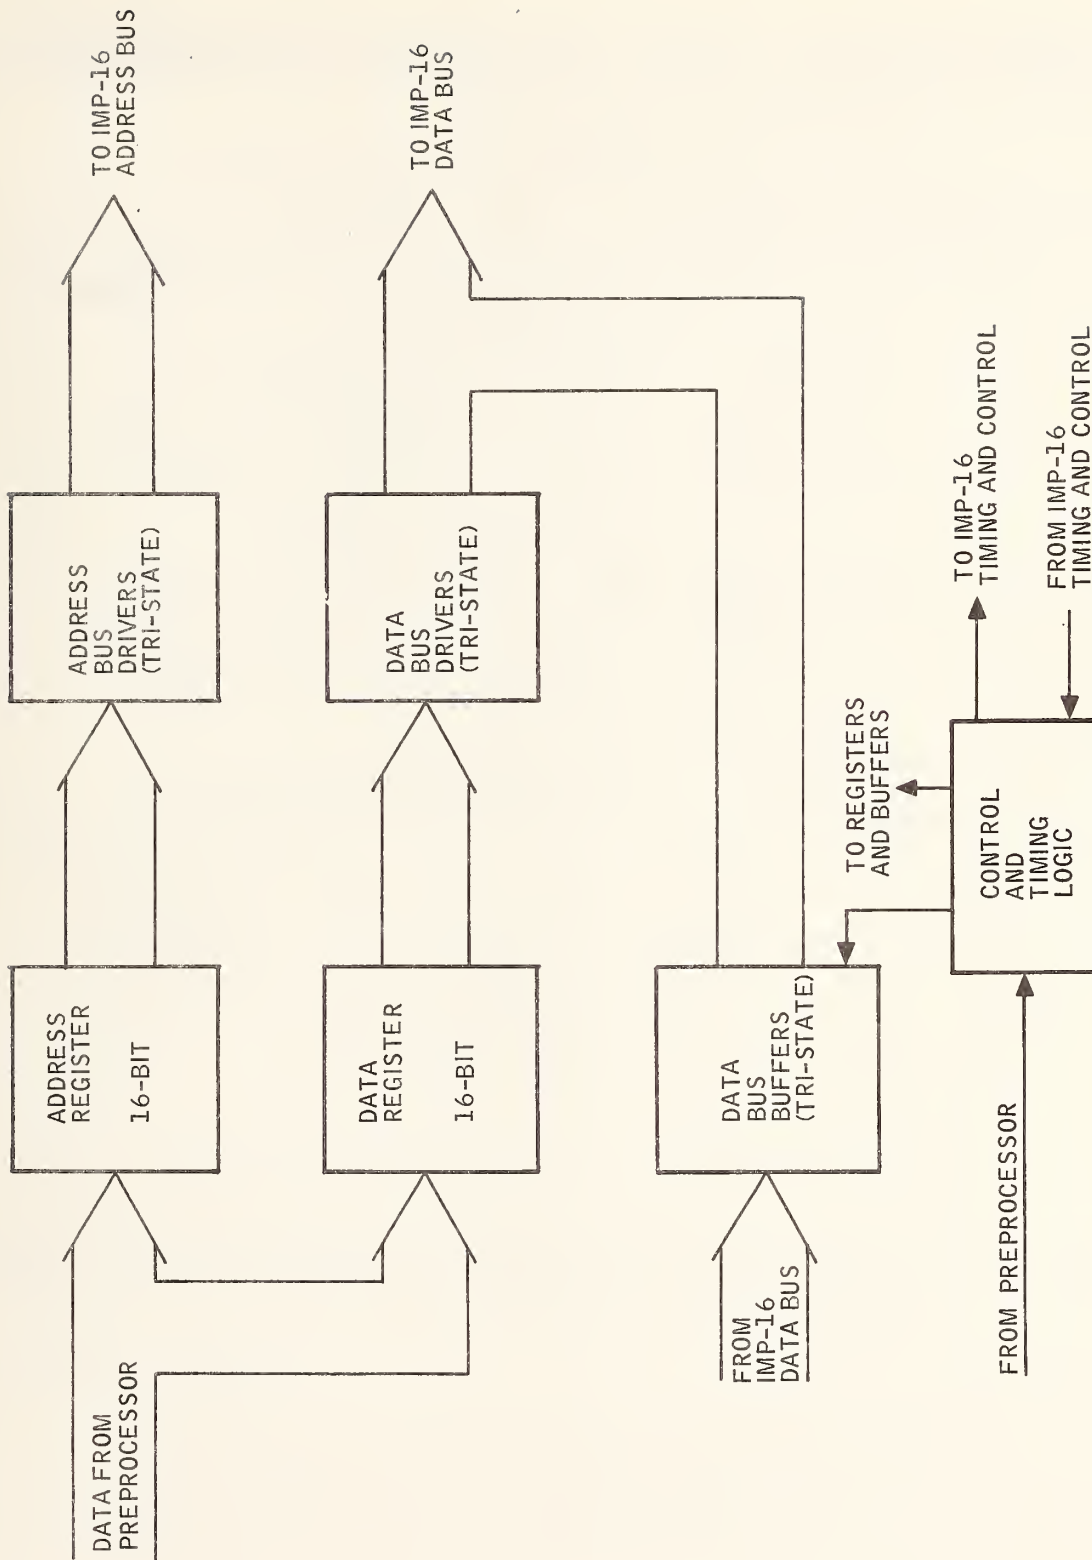 DATA FROM
PREPROCESSOR
ADDRESS
REGISTER
16-BIT
ADDRESS
BUS
DRIVERS
(TRI-STATE)
TO IMP-16
ADDRESS BUS
DATA
REGISTER
16-BIT
DATA
BUS
DRIVERS
(TRI-STATE)
TO IMP-16
DATA BUS
FROM
IMP-16
DATA BUS
DATA
BUS
BUFFERS
(TRI-STATE)
TO REGISTERS
AND BUFFERS
FROM PREPROCESSOR
CONTROL
AND
TIMING
LOGIC
TO IMP-16
TIMING AND CONTROL
FROM IMP-16
TIMING AND CONTROL